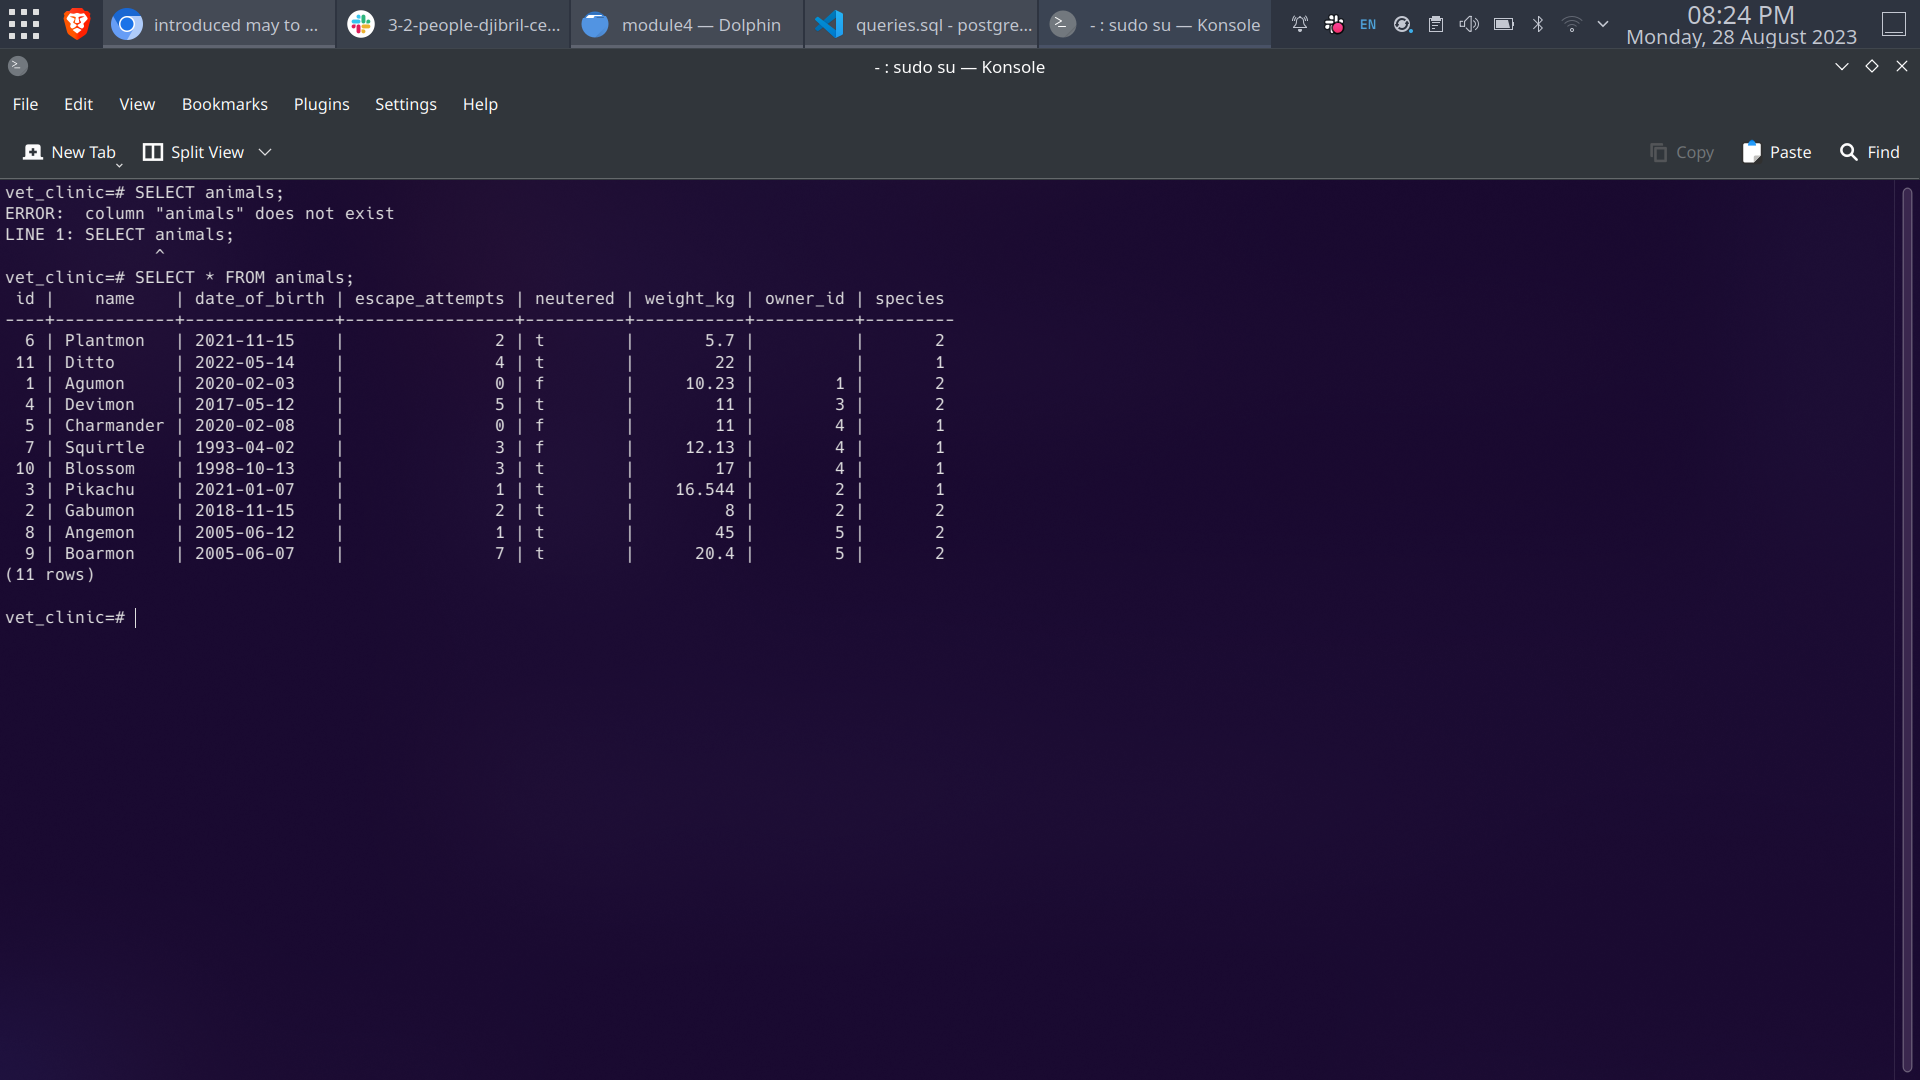 introduced may to ...
3-2-people-djibril-ce...
module4 — Dolphin
queries.sql - postgre...
- : sudo su — Konsole
EN
08:24 PM
Monday, 28 August 2023
- : sudo su — Konsole
File Edit View Bookmarks Plugins Settings Help
New Tab Split View Copy Paste Find
vet_clinic=# SELECT animals;
ERROR:  column "animals" does not exist
LINE 1: SELECT animals;
               ^
vet_clinic=# SELECT * FROM animals;
 id |    name    | date_of_birth | escape_attempts | neutered | weight_kg | owner_id | species
----+------------+---------------+-----------------+----------+-----------+----------+---------
  6 | Plantmon   | 2021-11-15    |               2 | t        |       5.7 |          |       2
 11 | Ditto      | 2022-05-14    |               4 | t        |        22 |          |       1
  1 | Agumon     | 2020-02-03    |               0 | f        |     10.23 |        1 |       2
  4 | Devimon    | 2017-05-12    |               5 | t        |        11 |        3 |       2
  5 | Charmander | 2020-02-08    |               0 | f        |        11 |        4 |       1
  7 | Squirtle   | 1993-04-02    |               3 | f        |     12.13 |        4 |       1
 10 | Blossom    | 1998-10-13    |               3 | t        |        17 |        4 |       1
  3 | Pikachu    | 2021-01-07    |               1 | t        |    16.544 |        2 |       1
  2 | Gabumon    | 2018-11-15    |               2 | t        |         8 |        2 |       2
  8 | Angemon    | 2005-06-12    |               1 | t        |        45 |        5 |       2
  9 | Boarmon    | 2005-06-07    |               7 | t        |      20.4 |        5 |       2
(11 rows)
vet_clinic=#